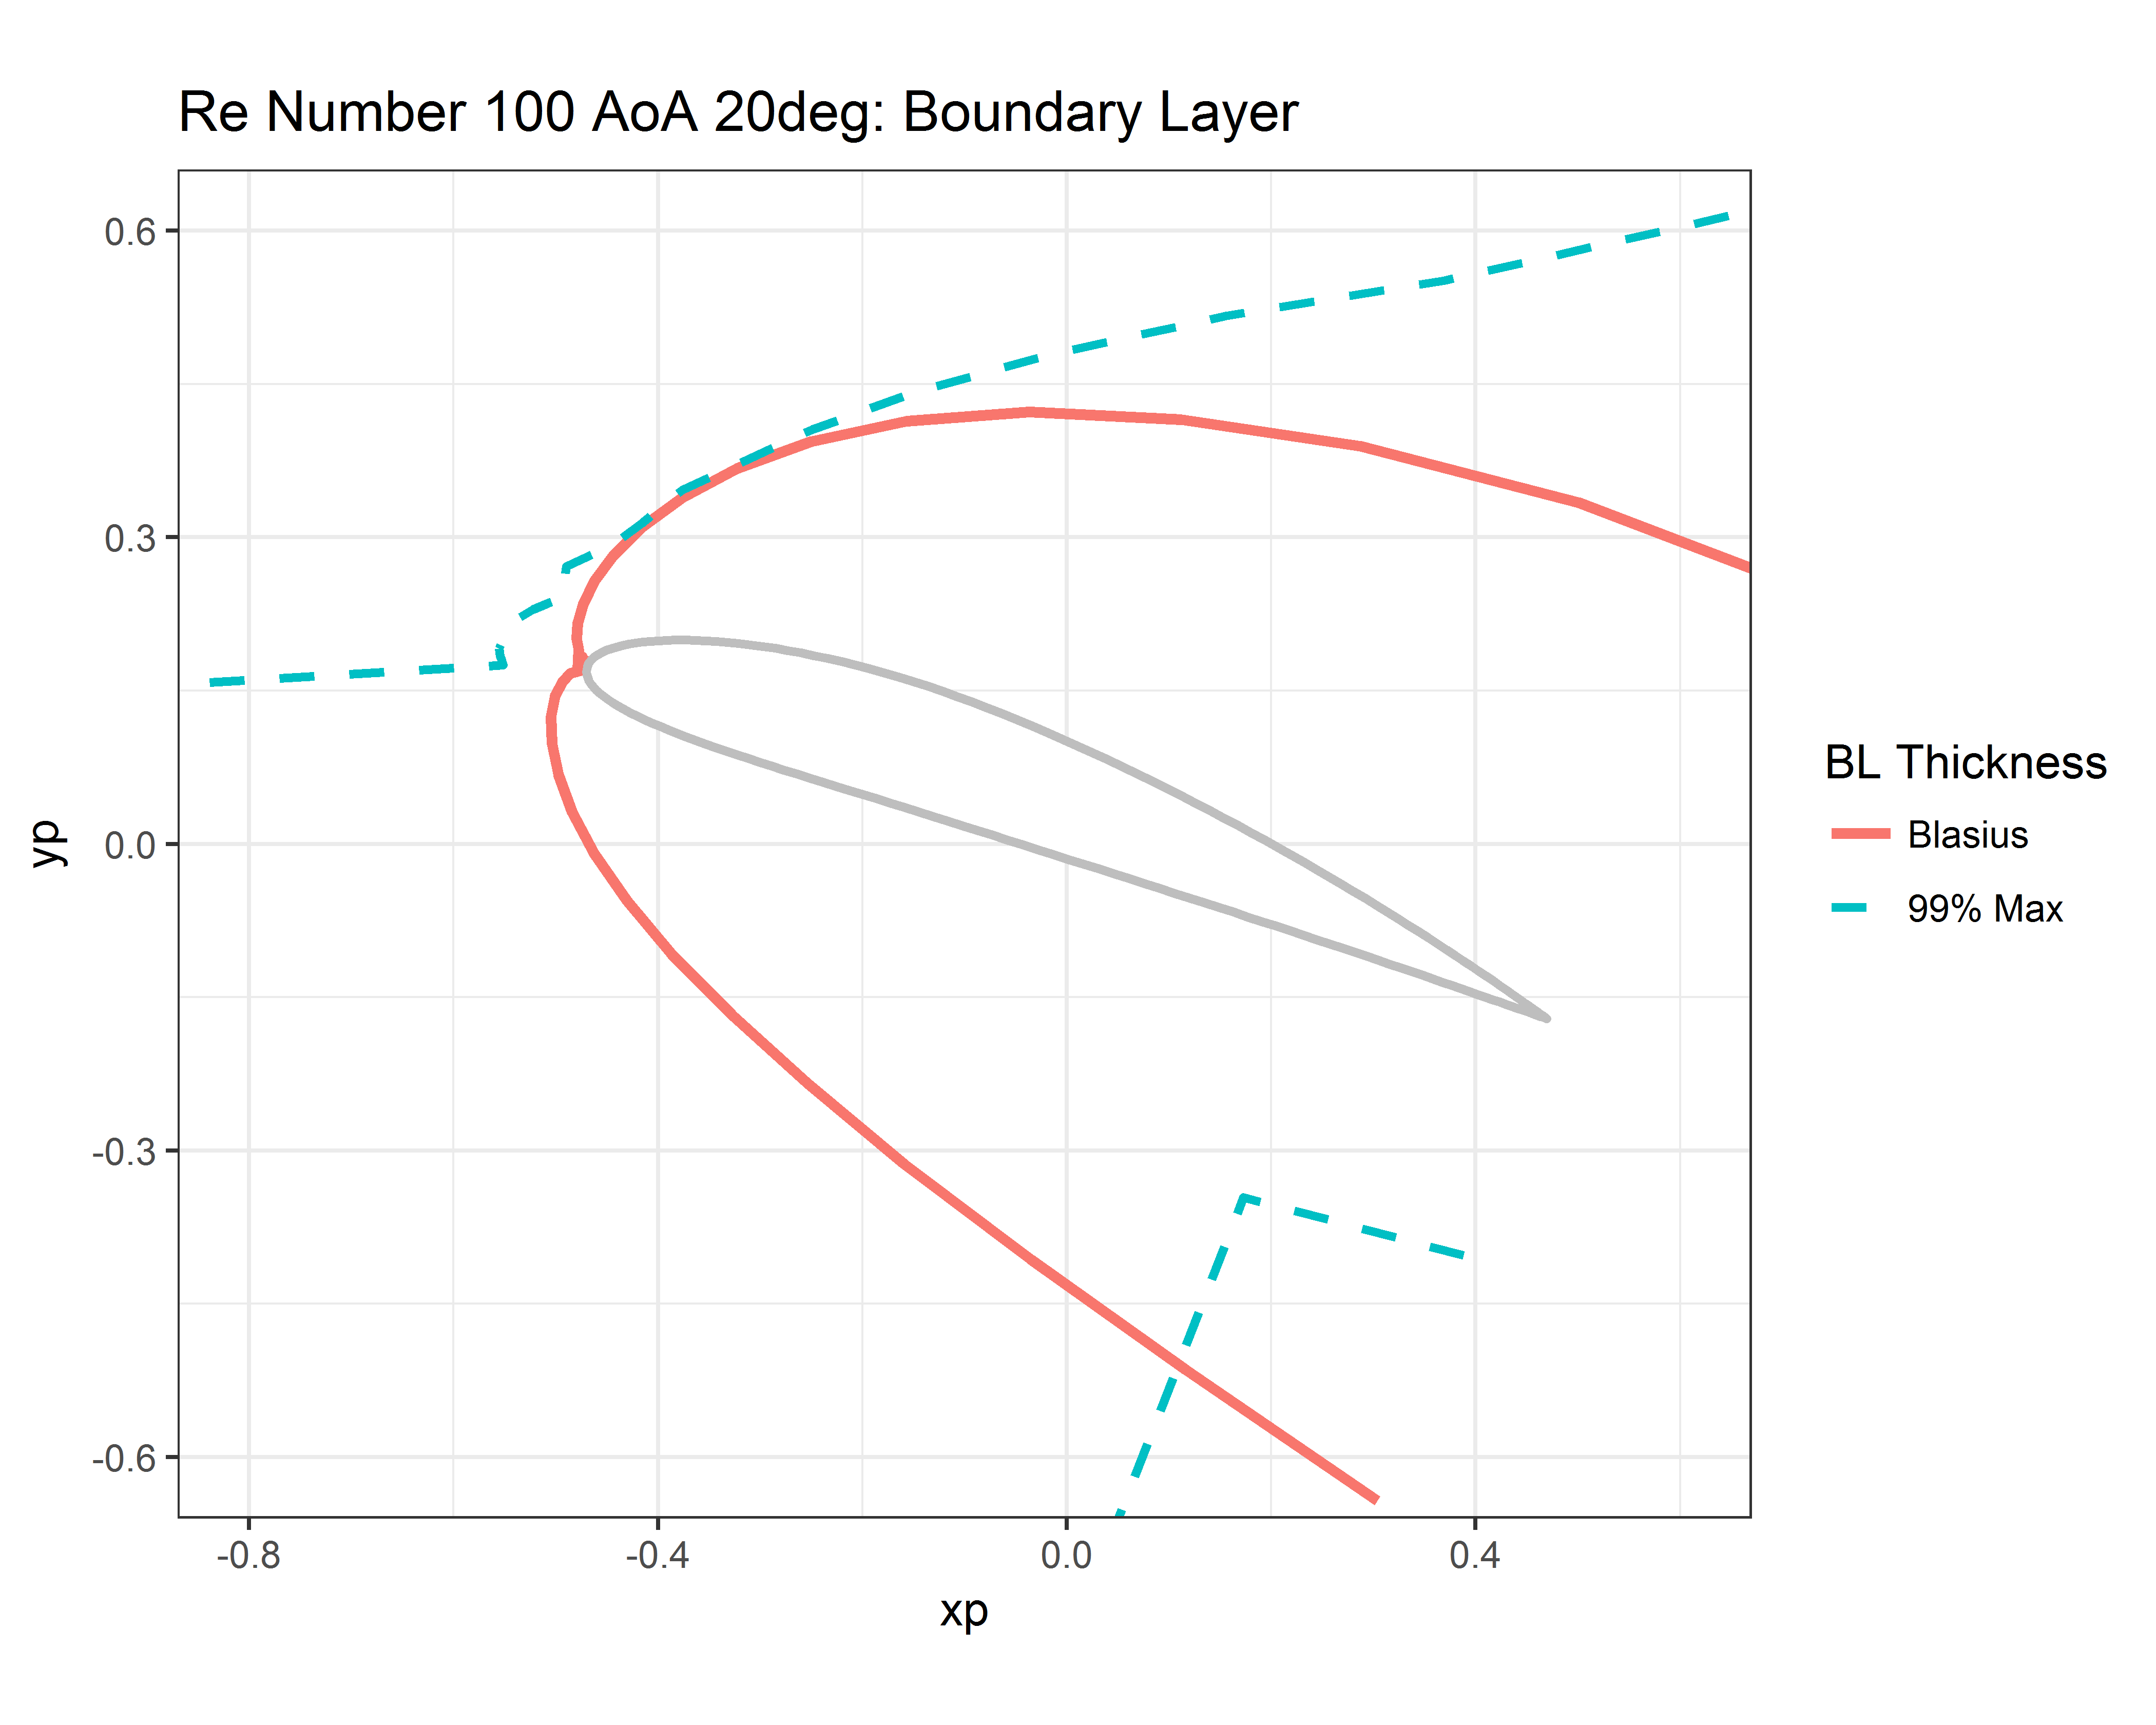 Re Number 100 AoA 20deg: Boundary Layer
0.6
0.3
0.0
-0.3
-0.6
yp
-0.8 -0.4 0.0 0.4
xp
BL Thickness
Blasius
99% Max